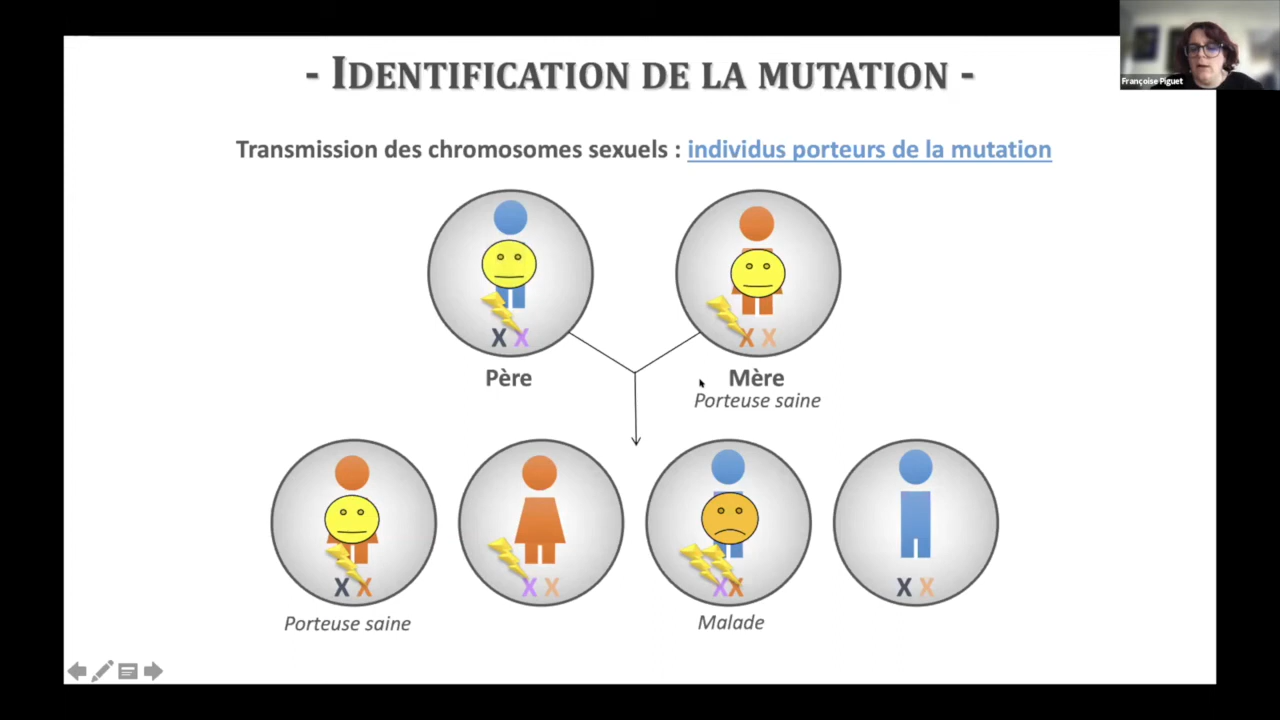 - IDENTIFICATION DE LA MUTATION -
Françoise Piguet
Transmission des chromosomes sexuels : individus porteurs de la mutation
X X
X X
Père
Mère
Porteuse saine
X X
X X
X X
X X
Porteuse saine
Malade